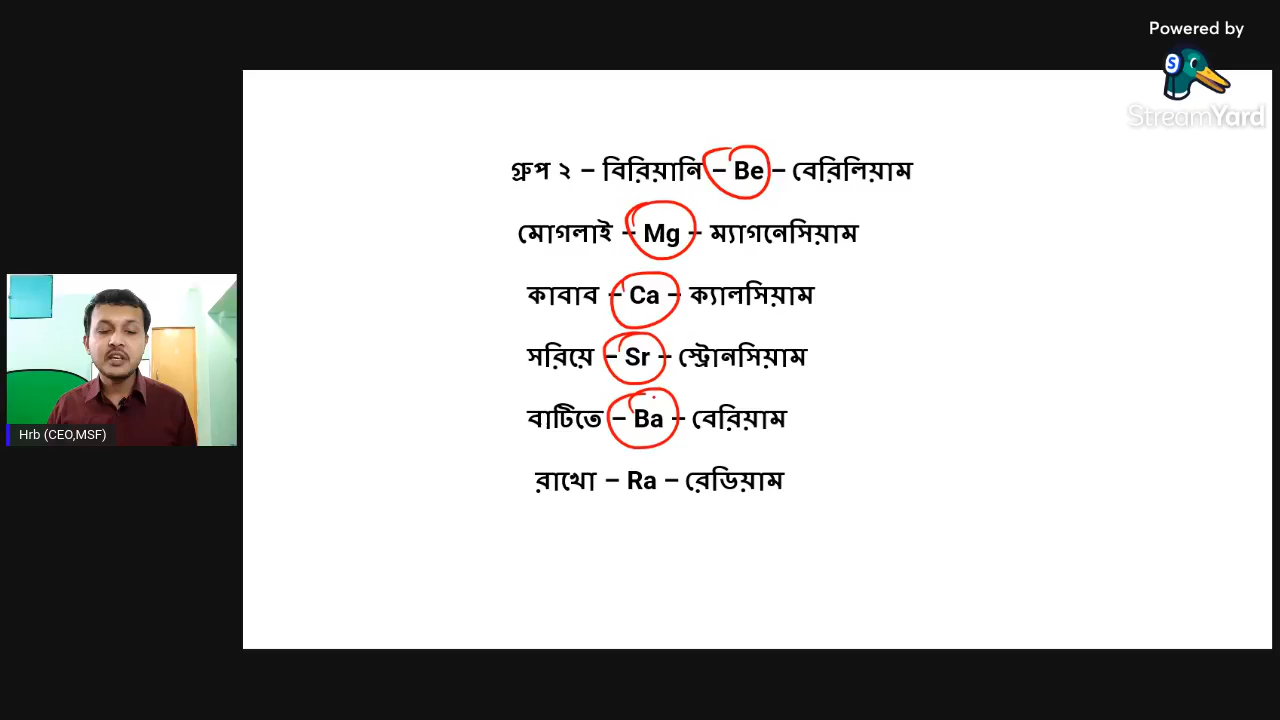 Powered by
StreamYard
গ্রুপ ২ – বিরিয়ানি – Be – বেরিলিয়াম
মোগলাই – Mg – ম্যাগনেসিয়াম
কাবাব – Ca – ক্যালসিয়াম
সরিয়ে – Sr – স্ট্রোনসিয়াম
বাটিতে – Ba – বেরিয়াম
রাখো – Ra – রেডিয়াম
Hrb (CEO,MSF)